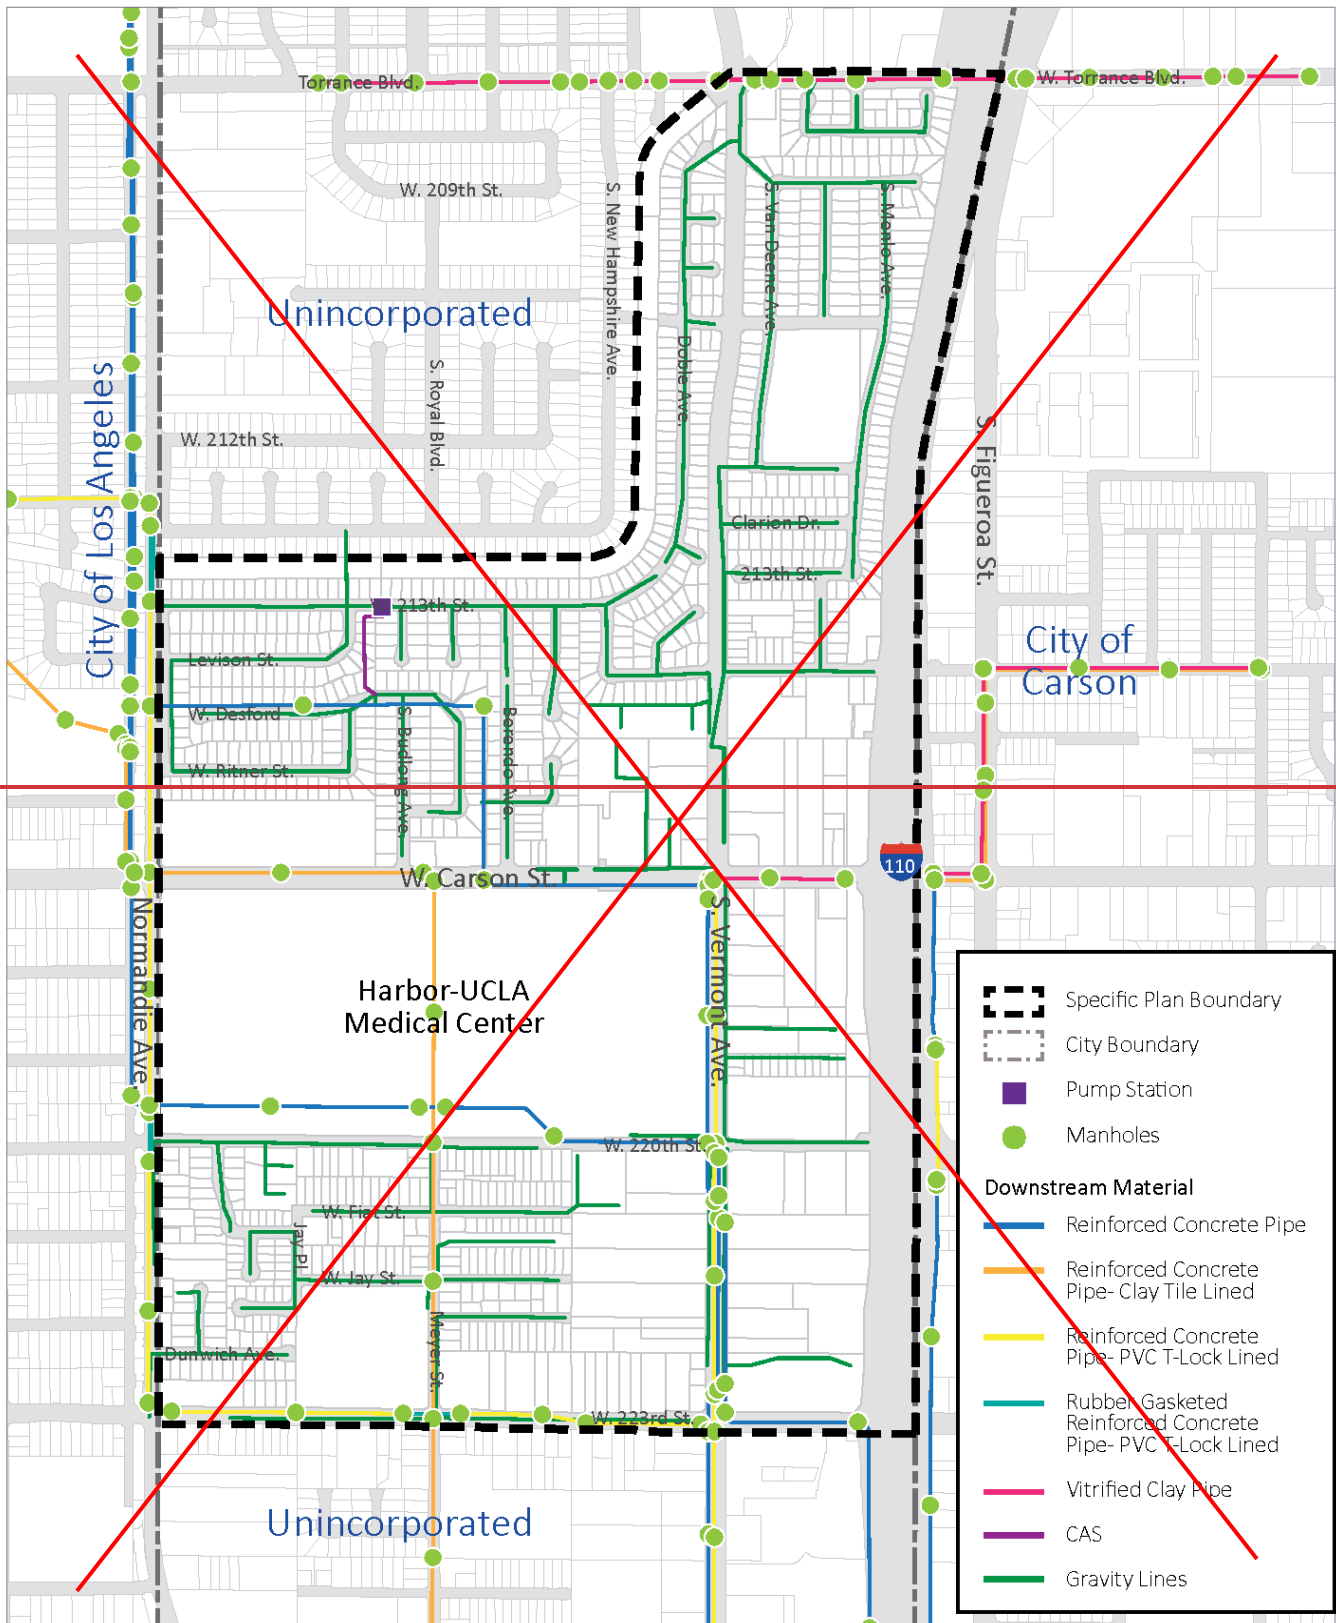 Torrance Blvd.
W. Torrance Blvd.
W. 209th St.
S. New Hampshire Ave.
S. Van Deene Ave.
S. Menlo Ave.
Unincorporated
Doble Ave.
S. Royal Blvd.
City of Los Angeles
W. 212th St.
S. Figueroa St.
Clarion Dr.
213th St.
W. 213th St.
City of
Carson
Levison St.
W. Desford
S. Budlong Ave.
Berendo Ave.
W. Ritner St.
110
W. Carson St.
Normandie Ave.
S. Vermont Ave.
Harbor-UCLA
Medical Center
W. 220th St.
W. Fiat St.
Jay Pl.
W. Jay St.
Meyer St.
Dunwich Ave.
W. 223rd St.
Unincorporated
Specific Plan Boundary
City Boundary
Pump Station
Manholes
Downstream Material
Reinforced Concrete Pipe
Reinforced Concrete
Pipe- Clay Tile Lined
Reinforced Concrete
Pipe- PVC T-Lock Lined
Rubber Gasketed
Reinforced Concrete
Pipe- PVC T-Lock Lined
Vitrified Clay Pipe
CAS
Gravity Lines